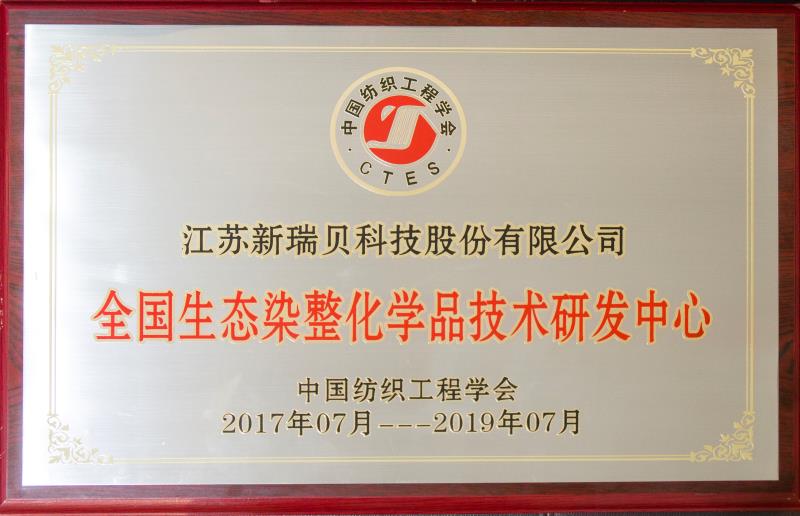 中国纺织工程学会
·CTES·
江苏新瑞贝科技股份有限公司
全国生态染整化学品技术研发中心
中国纺织工程学会
2017年07月---2019年07月